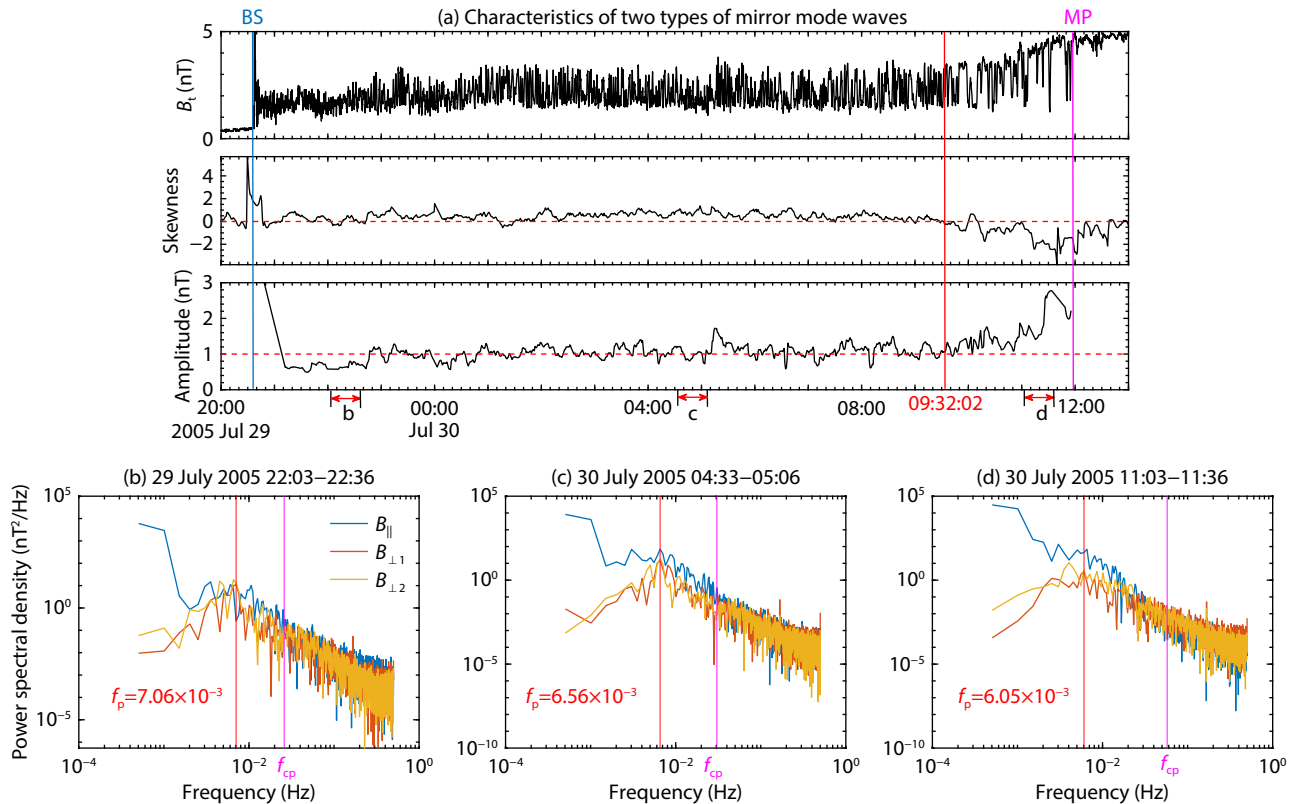 BS (a) Characteristics of two types of mirror mode waves MP
Bt (nT)
5
0
Skewness
4
2
0
−2
Amplitude (nT)
3
2
1
0
20:00 b 00:00 04:00 c 08:00 09:32:02 d 12:00
2005 Jul 29 Jul 30
(b) 29 July 2005 22:03−22:36 (c) 30 July 2005 04:33−05:06 (d) 30 July 2005 11:03−11:36
Power spectral density (nT²/Hz)
10⁵ 10⁵ 10⁵
B||
B⊥1
B⊥2
10⁰ 10⁰ 10⁰
10⁻⁵ 10⁻⁵ 10⁻⁵
fp=7.06×10⁻³ fp=6.56×10⁻³ fp=6.05×10⁻³
10⁻¹⁰ 10⁻¹⁰
10⁻⁴ 10⁻² fcp 10⁰ 10⁻⁴ 10⁻² fcp 10⁰ 10⁻⁴ 10⁻² fcp 10⁰
Frequency (Hz) Frequency (Hz) Frequency (Hz)